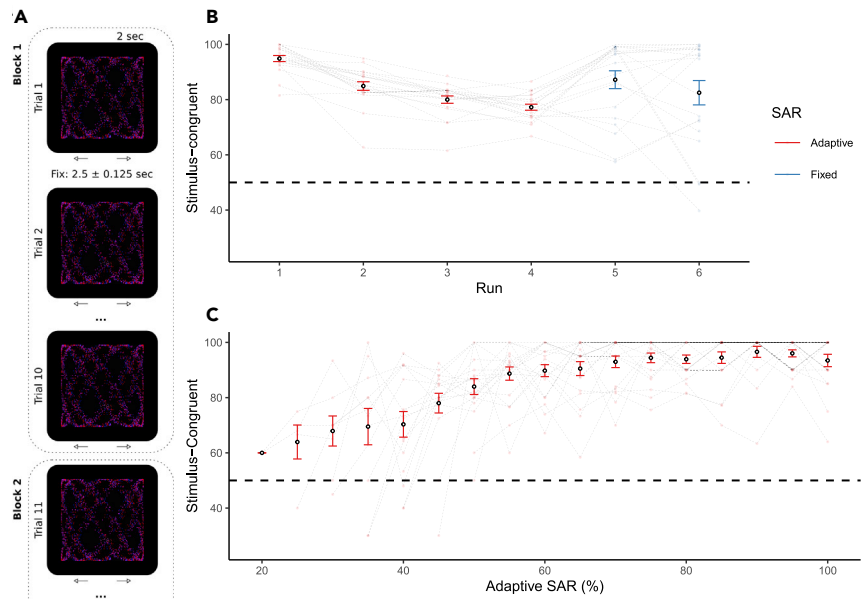 A
2 sec
Block 1
Trial 1
Fix: 2.5 ± 0.125 sec
Trial 2
...
Trial 10
Block 2
Trial 11
...
B
Stimulus−congruent
100
80
60
40
1 2 3 4 5 6
Run
SAR
Adaptive
Fixed
C
Stimulus−Congruent
100
80
60
40
20 40 60 80 100
Adaptive SAR (%)